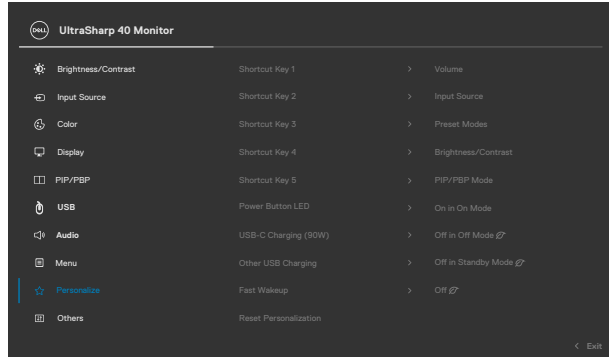 DELL UltraSharp 40 Monitor
Brightness/Contrast Shortcut Key 1 > Volume
Input Source Shortcut Key 2 > Input Source
Color Shortcut Key 3 > Preset Modes
Display Shortcut Key 4 > Brightness/Contrast
PIP/PBP Shortcut Key 5 > PIP/PBP Mode
USB Power Button LED > On in On Mode
Audio USB-C Charging (90W) > Off in Off Mode
Menu Other USB Charging > Off in Standby Mode
Personalize Fast Wakeup > Off
Others Reset Personalization
< Exit